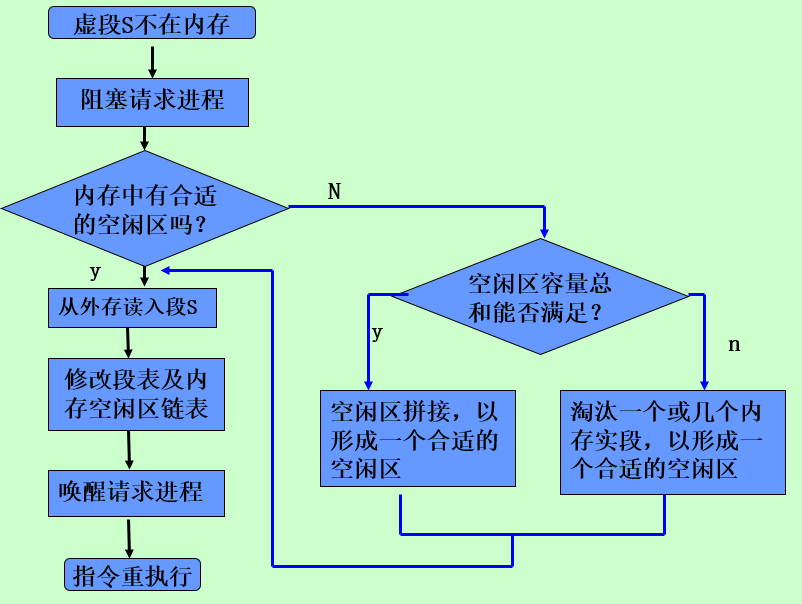 虚段S不在内存
阻塞请求进程
内存中有合适
的空闲区吗？
N
y
空闲区容量总
和能否满足？
从外存读入段S
y
n
修改段表及内
存空闲区链表
空闲区拼接，以
形成一个合适的
空闲区
淘汰一个或几个内
存实段，以形成一
个合适的空闲区
唤醒请求进程
指令重执行